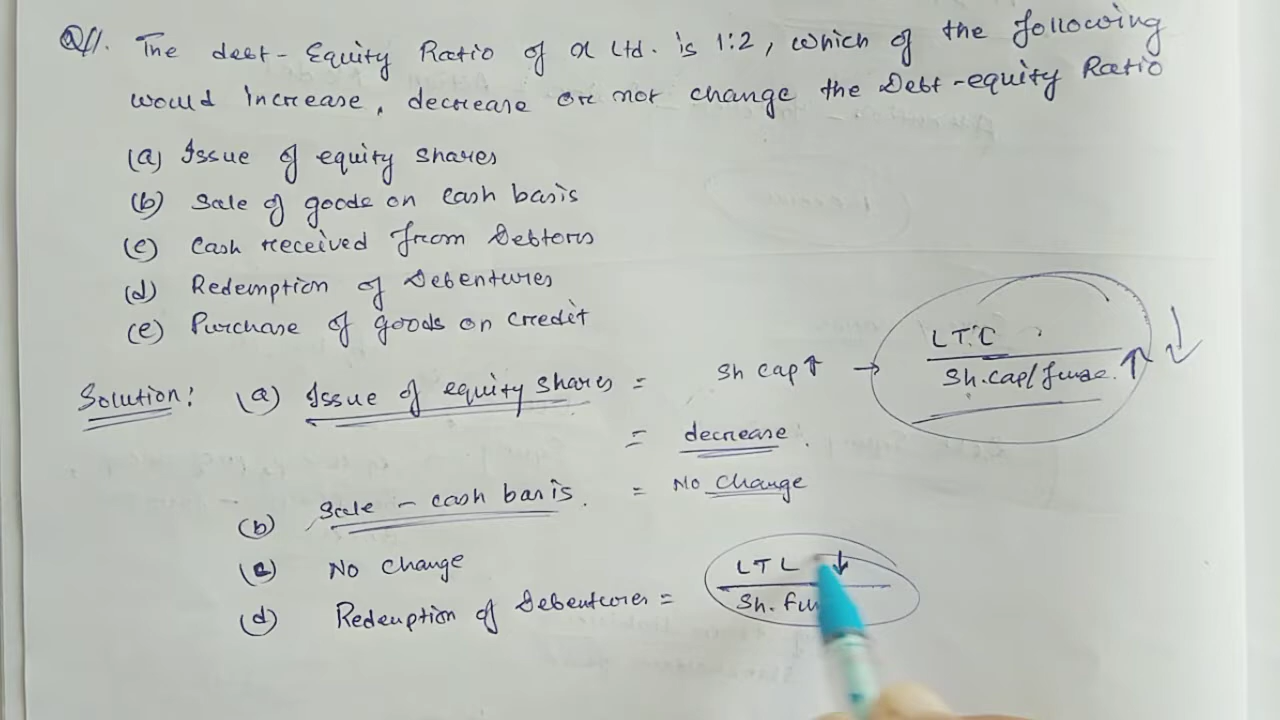 Q1. The debt-Equity Ratio of x Ltd. is 1:2, which of the following
would increase, decrease or not change the Debt-equity Ratio
(a) Issue of equity shares
(b) Sale of goods on cash basis
(c) Cash received from Debtors
(d) Redemption of Debentures
(e) Purchase of goods on credit
Solution: (a) Issue of equity shares = Sh cap↑ → LTC
Sh.cap/ ↑ ↓
= decrease.
(b) Sale - cash basis. = No change
(c) No change
(d) Redemption of Debentures = LTL ↓
Sh.